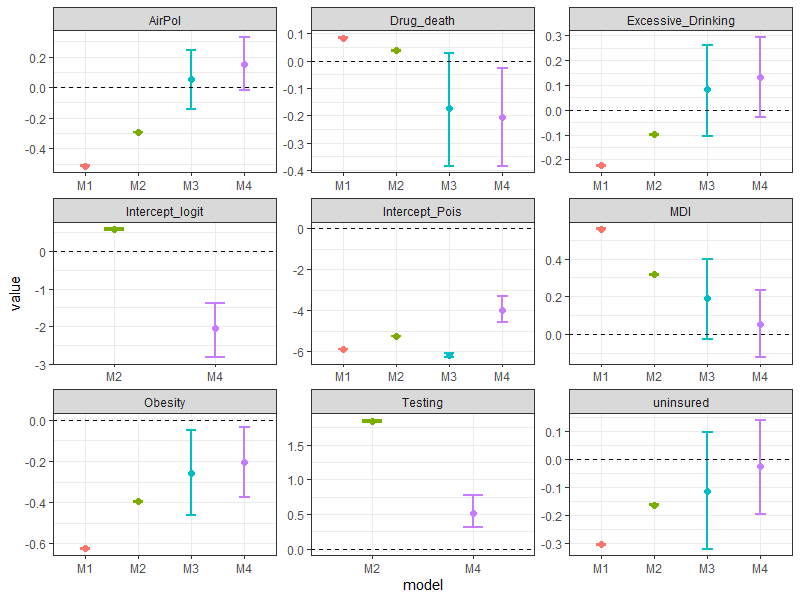 AirPol
Drug_death
Excessive_Drinking
0.2
0.0
-0.2
-0.4
M1 M2 M3 M4
0.1
0.0
-0.1
-0.2
-0.3
-0.4
M1 M2 M3 M4
0.3
0.2
0.1
0.0
-0.1
-0.2
M1 M2 M3 M4
value
Intercept_logit
Intercept_Pois
MDI
0
-1
-2
-3
M2 M4
0
-2
-4
-6
M1 M2 M3 M4
0.4
0.2
0.0
M1 M2 M3 M4
Obesity
Testing
uninsured
0.0
-0.2
-0.4
-0.6
M1 M2 M3 M4
1.5
1.0
0.5
0.0
M2 M4
0.1
0.0
-0.1
-0.2
-0.3
M1 M2 M3 M4
model